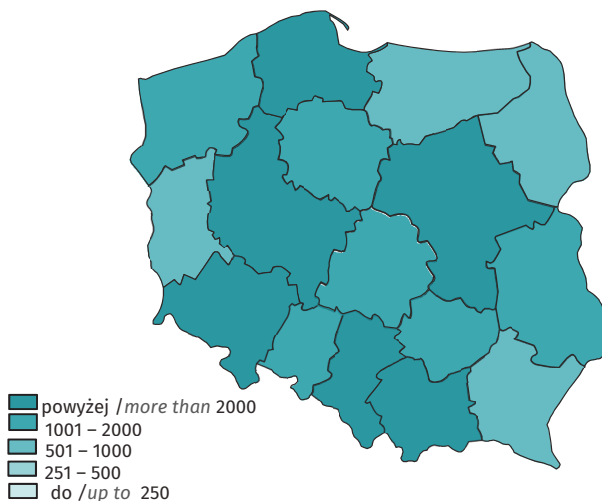 powyżej /more than 2000
1001 – 2000
501 – 1000
251 – 500
do /up to 250